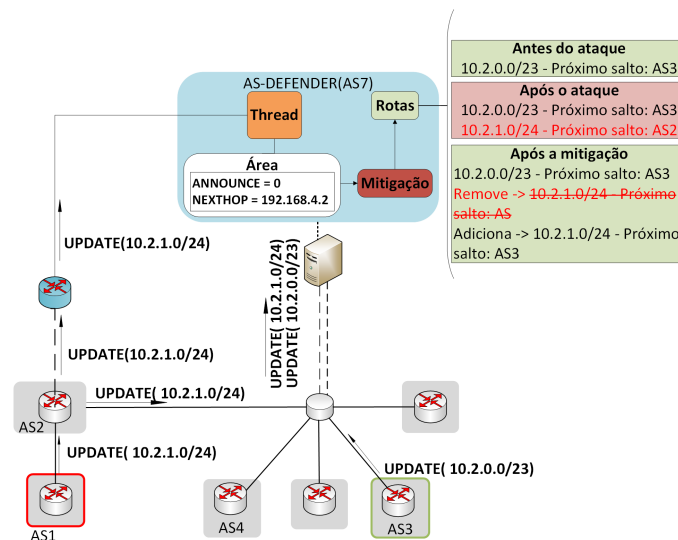 AS-DEFENDER(AS7)
Thread
Rotas
Área
ANNOUNCE = 0
NEXTHOP = 192.168.4.2
Mitigação
Antes do ataque
10.2.0.0/23 - Próximo salto: AS3
Após o ataque
10.2.0.0/23 - Próximo salto: AS3
10.2.1.0/24 - Próximo salto: AS2
Após a mitigação
10.2.0.0/23 - Próximo salto: AS3
Remove -> 10.2.1.0/24 - Próximo
salto: AS
Adiciona -> 10.2.1.0/24 - Próximo
salto: AS3
UPDATE(10.2.1.0/24)
UPDATE( 10.2.1.0/24)
UPDATE( 10.2.0.0/23)
UPDATE(10.2.1.0/24)
UPDATE( 10.2.1.0/24)
AS2
UPDATE( 10.2.1.0/24)
UPDATE( 10.2.0.0/23)
AS1
AS4
AS3